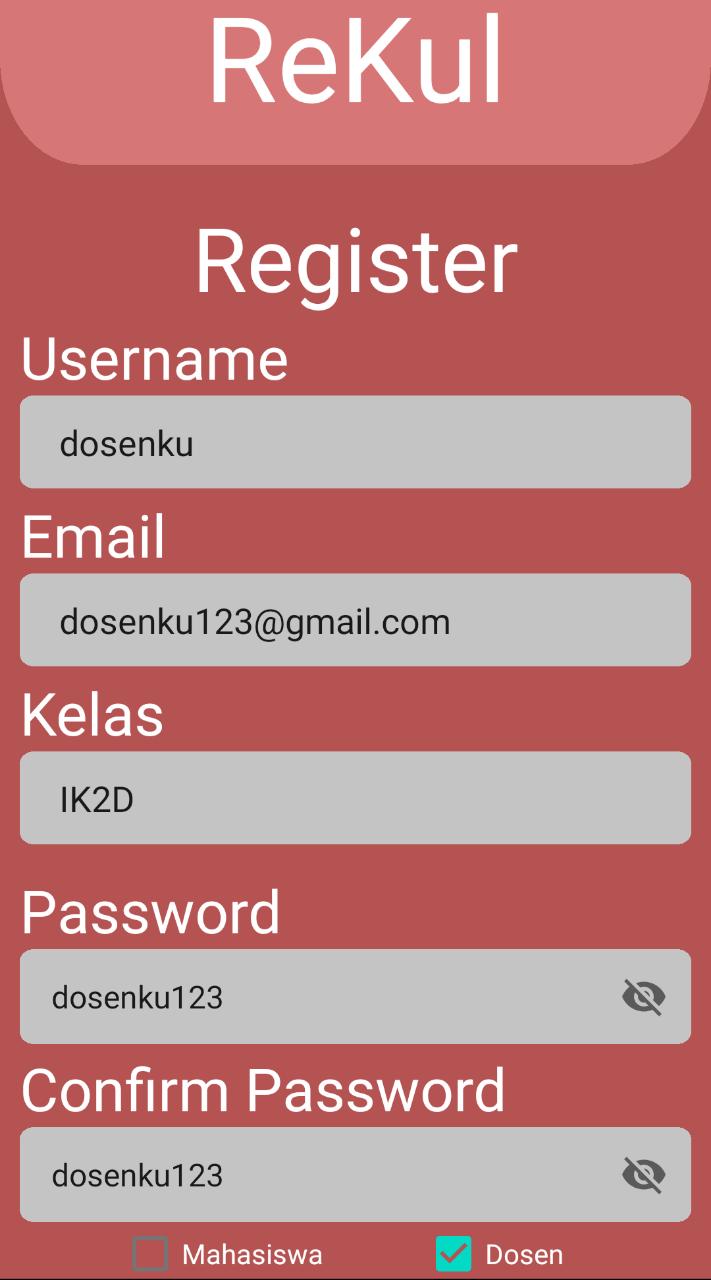 ReKul
Register
Username
dosenku
Email
dosenku123@gmail.com
Kelas
IK2D
Password
dosenku123
Confirm Password
dosenku123
Mahasiswa Dosen